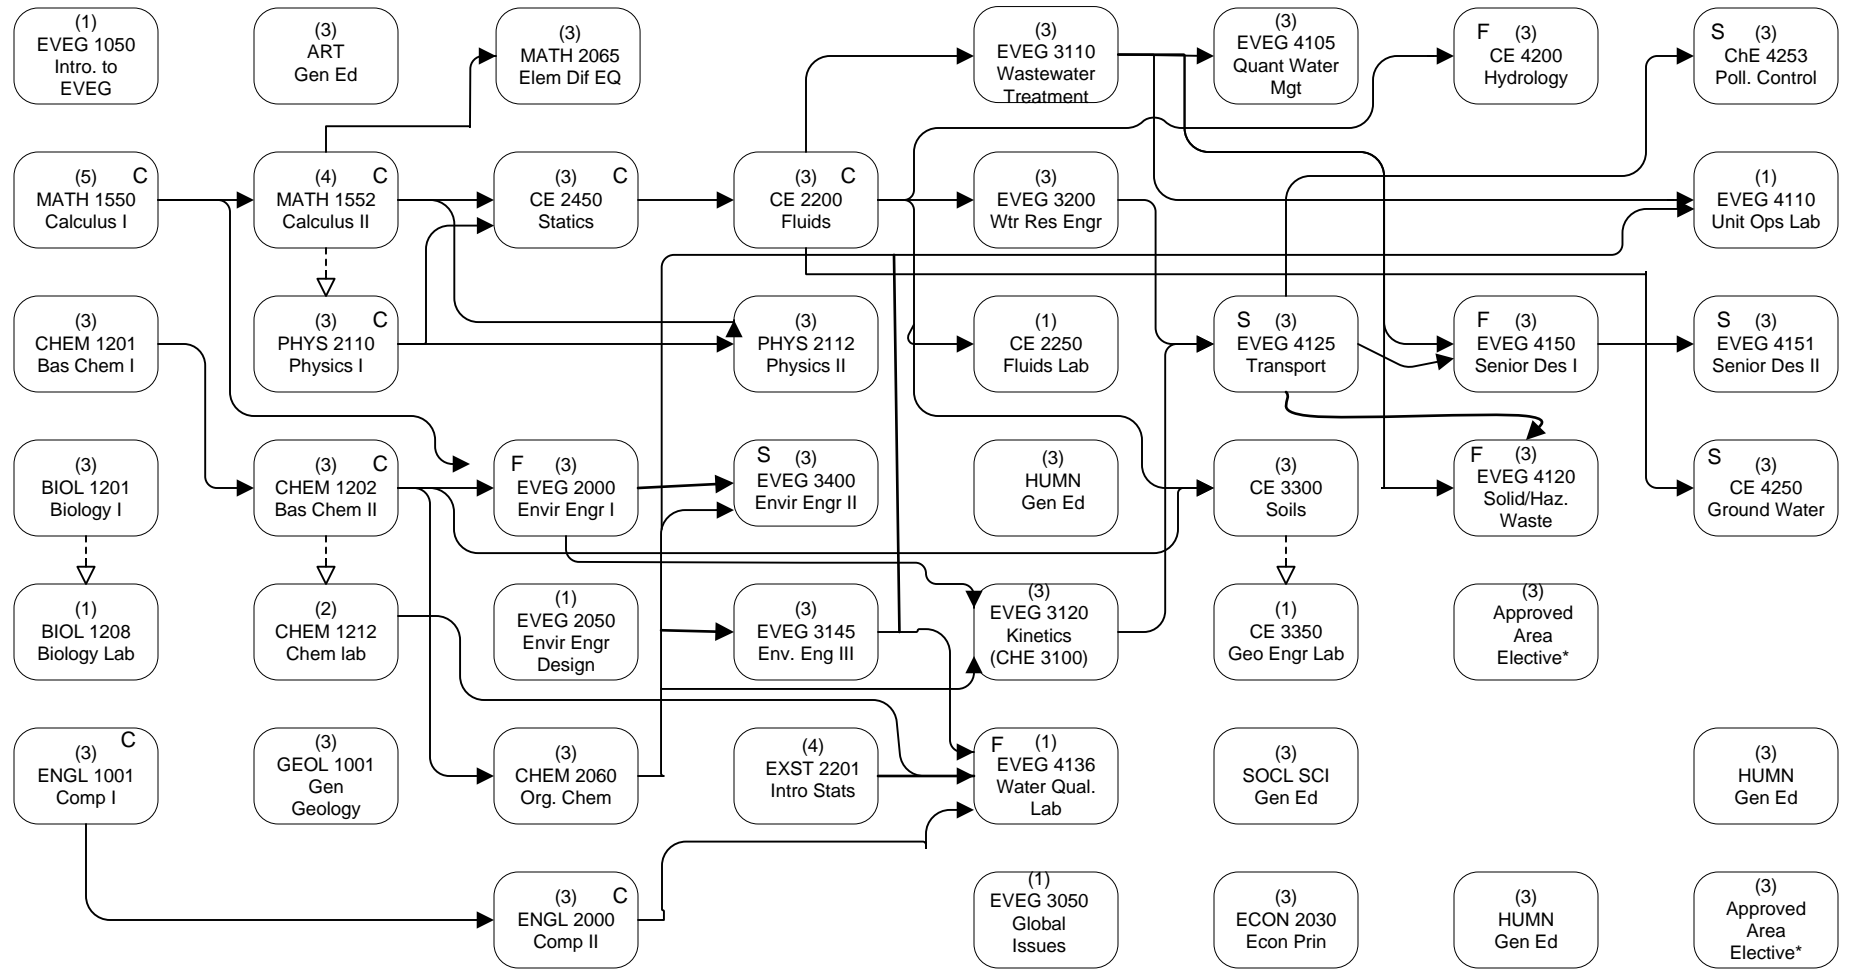 (1)
EVEG 1050
Intro. to
EVEG
(3)
ART
Gen Ed
(3)
MATH 2065
Elem Dif EQ
(3)
EVEG 3110
Wastewater
Treatment
(3)
EVEG 4105
Quant Water
Mgt
F (3)
CE 4200
Hydrology
S (3)
ChE 4253
Poll. Control
(5) C
MATH 1550
Calculus I
(4) C
MATH 1552
Calculus II
(3) C
CE 2450
Statics
(3) C
CE 2200
Fluids
(3)
EVEG 3200
Wtr Res Engr
(1)
EVEG 4110
Unit Ops Lab
(3)
CHEM 1201
Bas Chem I
(3) C
PHYS 2110
Physics I
(3)
PHYS 2112
Physics II
(1)
CE 2250
Fluids Lab
S (3)
EVEG 4125
Transport
F (3)
EVEG 4150
Senior Des I
S (3)
EVEG 4151
Senior Des II
(3)
BIOL 1201
Biology I
(3) C
CHEM 1202
Bas Chem II
F (3)
EVEG 2000
Envir Engr I
S (3)
EVEG 3400
Envir Engr II
(3)
HUMN
Gen Ed
(3)
CE 3300
Soils
F (3)
EVEG 4120
Solid/Haz.
Waste
S (3)
CE 4250
Ground Water
(1)
BIOL 1208
Biology Lab
(2)
CHEM 1212
Chem lab
(1)
EVEG 2050
Envir Engr
Design
(3)
EVEG 3145
Env. Eng III
(3)
EVEG 3120
Kinetics
(CHE 3100)
(1)
CE 3350
Geo Engr Lab
(3)
Approved
Area
Elective*
(3) C
ENGL 1001
Comp I
(3)
GEOL 1001
Gen
Geology
(3)
CHEM 2060
Org. Chem
(4)
EXST 2201
Intro Stats
F (1)
EVEG 4136
Water Qual.
Lab
(3)
SOCL SCI
Gen Ed
(3)
HUMN
Gen Ed
(3) C
ENGL 2000
Comp II
(1)
EVEG 3050
Global
Issues
(3)
ECON 2030
Econ Prin
(3)
HUMN
Gen Ed
(3)
Approved
Area
Elective*